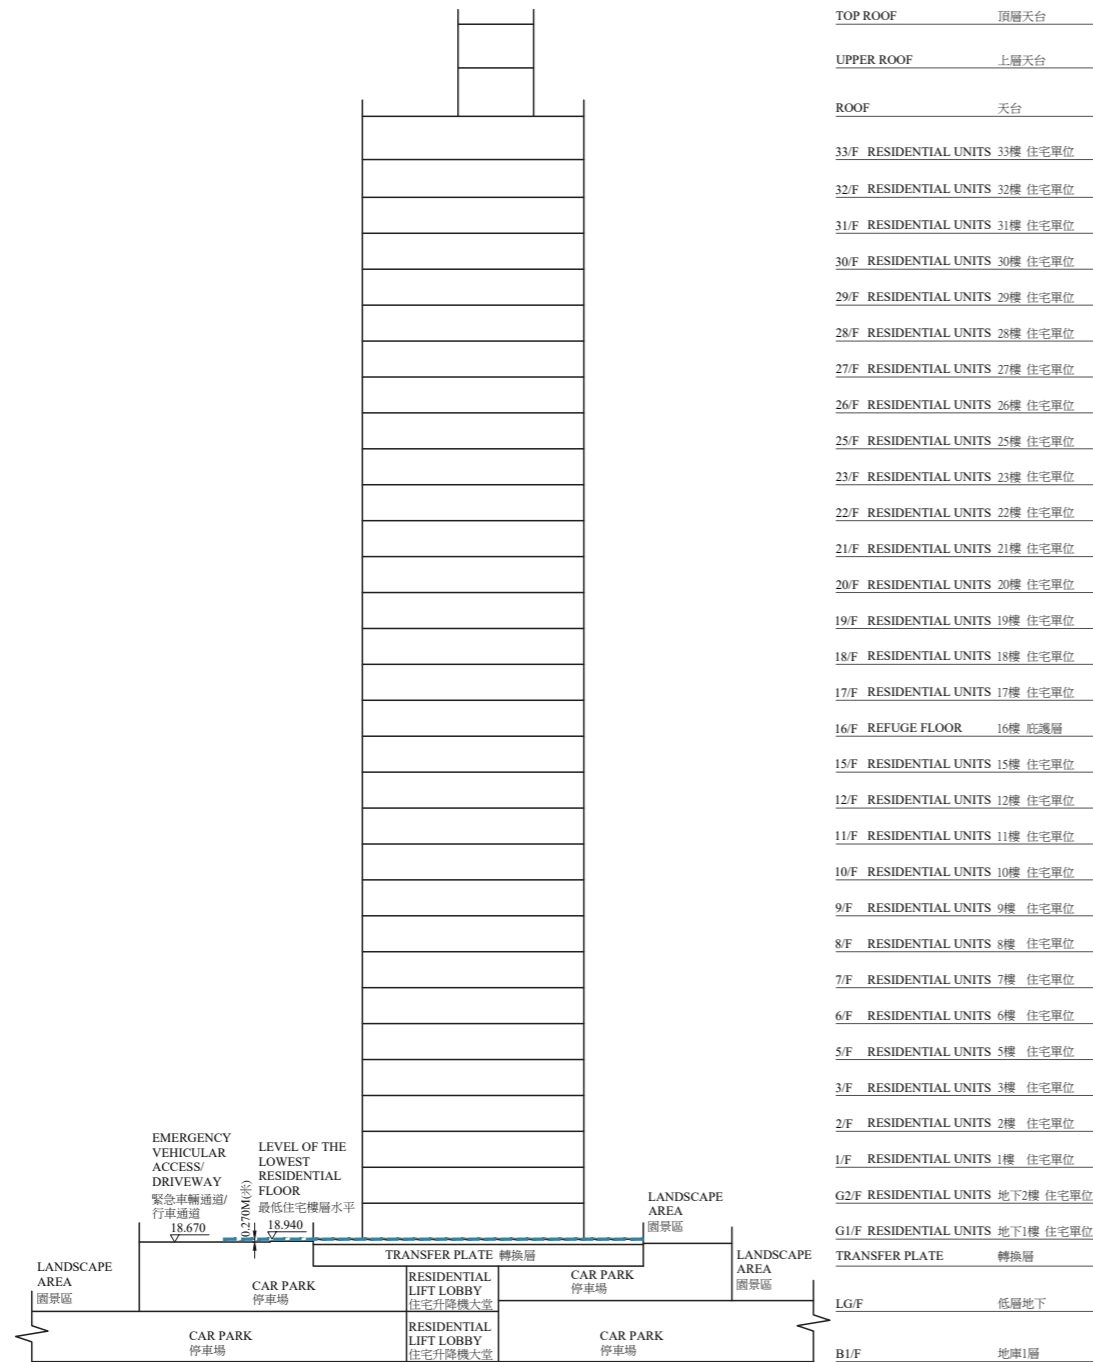 TOP ROOF 頂層天台
UPPER ROOF 上層天台
ROOF 天台
33/F RESIDENTIAL UNITS 33樓 住宅單位
32/F RESIDENTIAL UNITS 32樓 住宅單位
31/F RESIDENTIAL UNITS 31樓 住宅單位
30/F RESIDENTIAL UNITS 30樓 住宅單位
29/F RESIDENTIAL UNITS 29樓 住宅單位
28/F RESIDENTIAL UNITS 28樓 住宅單位
27/F RESIDENTIAL UNITS 27樓 住宅單位
26/F RESIDENTIAL UNITS 26樓 住宅單位
25/F RESIDENTIAL UNITS 25樓 住宅單位
23/F RESIDENTIAL UNITS 23樓 住宅單位
22/F RESIDENTIAL UNITS 22樓 住宅單位
21/F RESIDENTIAL UNITS 21樓 住宅單位
20/F RESIDENTIAL UNITS 20樓 住宅單位
19/F RESIDENTIAL UNITS 19樓 住宅單位
18/F RESIDENTIAL UNITS 18樓 住宅單位
17/F RESIDENTIAL UNITS 17樓 住宅單位
16/F REFUGE FLOOR 16樓 庇護層
15/F RESIDENTIAL UNITS 15樓 住宅單位
12/F RESIDENTIAL UNITS 12樓 住宅單位
11/F RESIDENTIAL UNITS 11樓 住宅單位
10/F RESIDENTIAL UNITS 10樓 住宅單位
9/F RESIDENTIAL UNITS 9樓 住宅單位
8/F RESIDENTIAL UNITS 8樓 住宅單位
7/F RESIDENTIAL UNITS 7樓 住宅單位
6/F RESIDENTIAL UNITS 6樓 住宅單位
5/F RESIDENTIAL UNITS 5樓 住宅單位
3/F RESIDENTIAL UNITS 3樓 住宅單位
2/F RESIDENTIAL UNITS 2樓 住宅單位
1/F RESIDENTIAL UNITS 1樓 住宅單位
G2/F RESIDENTIAL UNITS 地下2樓 住宅單位
G1/F RESIDENTIAL UNITS 地下1樓 住宅單位
TRANSFER PLATE 轉換層
LG/F 低層地下
B1/F 地庫1層
EMERGENCY
VEHICULAR
ACCESS/
DRIVEWAY
緊急車輛通道/
行車通道
18.670
0.270M(米)
LEVEL OF THE
LOWEST
RESIDENTIAL
FLOOR
最低住宅樓層水平
18.940
LANDSCAPE
AREA
園景區
TRANSFER PLATE 轉換層
LANDSCAPE
AREA
園景區
LANDSCAPE
AREA
園景區
CAR PARK
停車場
RESIDENTIAL
LIFT LOBBY
住宅升降機大堂
CAR PARK
停車場
CAR PARK
停車場
RESIDENTIAL
LIFT LOBBY
住宅升降機大堂
CAR PARK
停車場